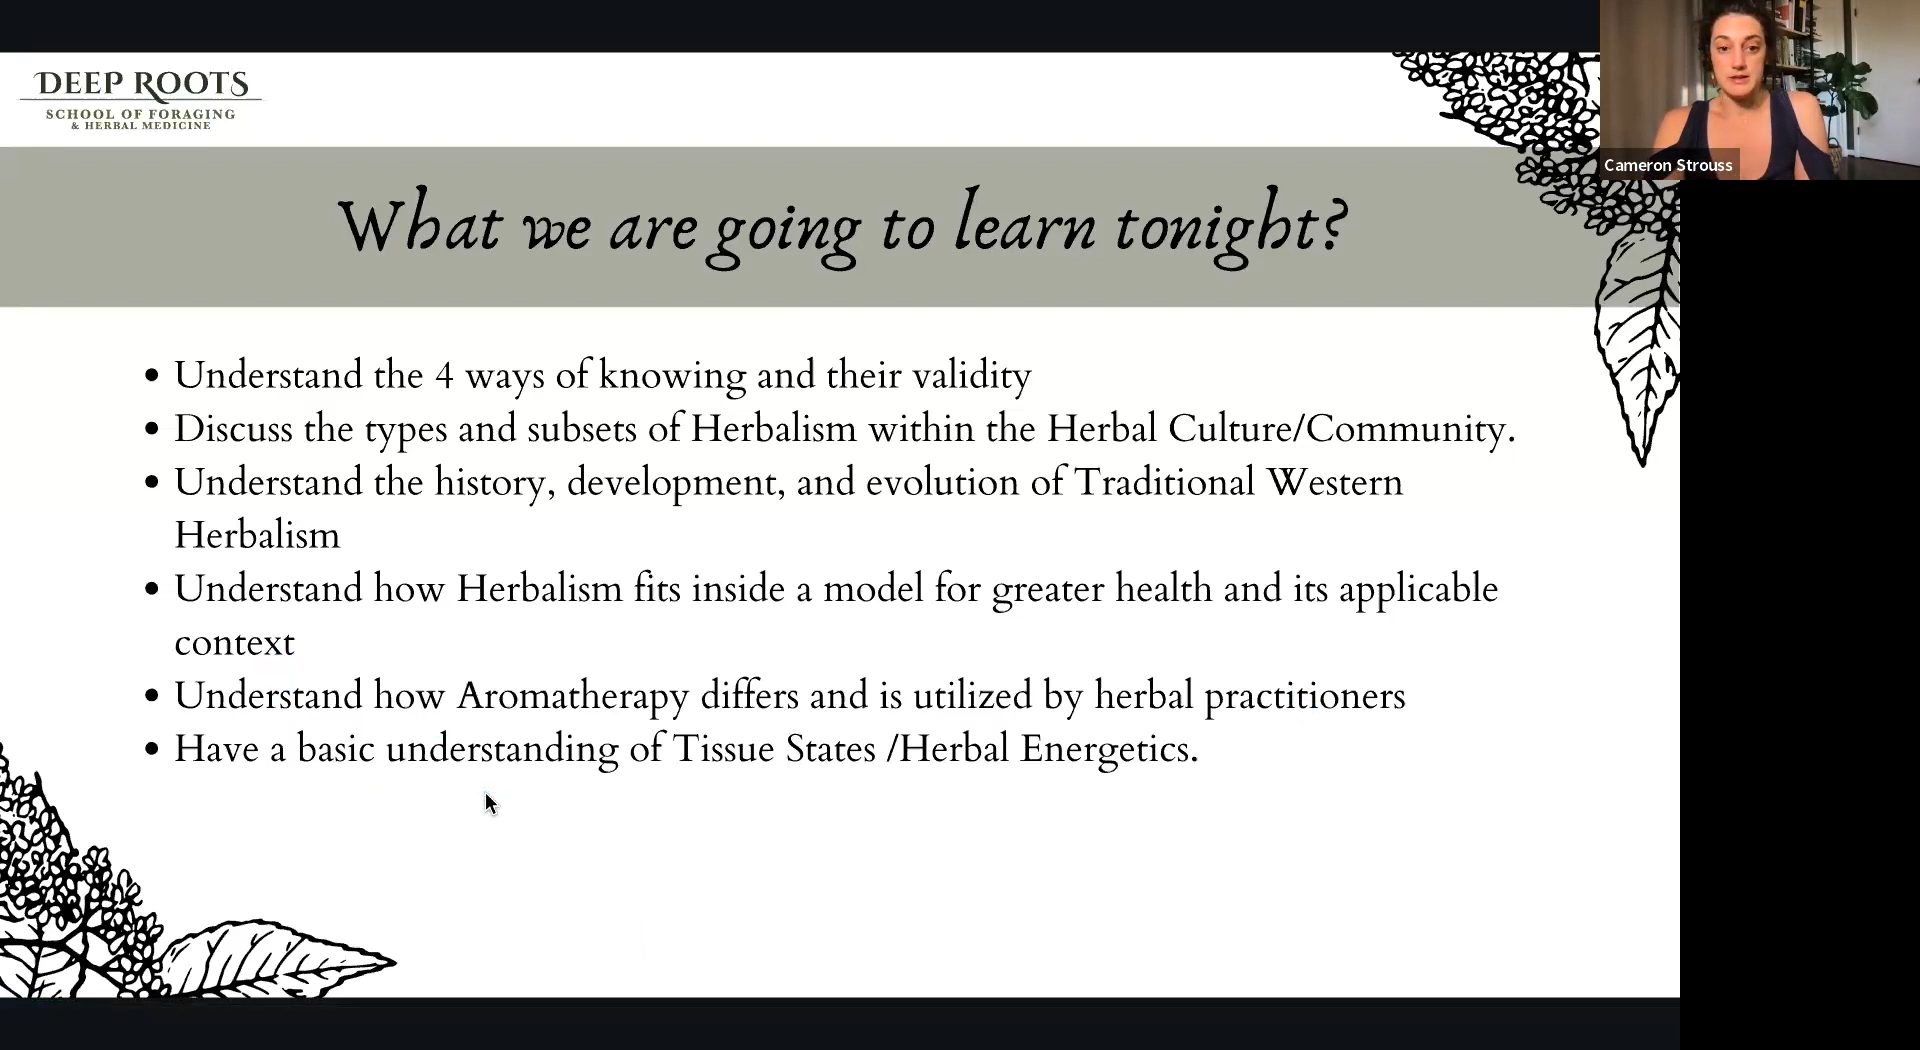 DEEP ROOTS
SCHOOL OF FORAGING
& HERBAL MEDICINE
Cameron Strouss
What we are going to learn tonight?
• Understand the 4 ways of knowing and their validity
• Discuss the types and subsets of Herbalism within the Herbal Culture/Community.
• Understand the history, development, and evolution of Traditional Western
Herbalism
• Understand how Herbalism fits inside a model for greater health and its applicable
context
• Understand how Aromatherapy differs and is utilized by herbal practitioners
• Have a basic understanding of Tissue States /Herbal Energetics.